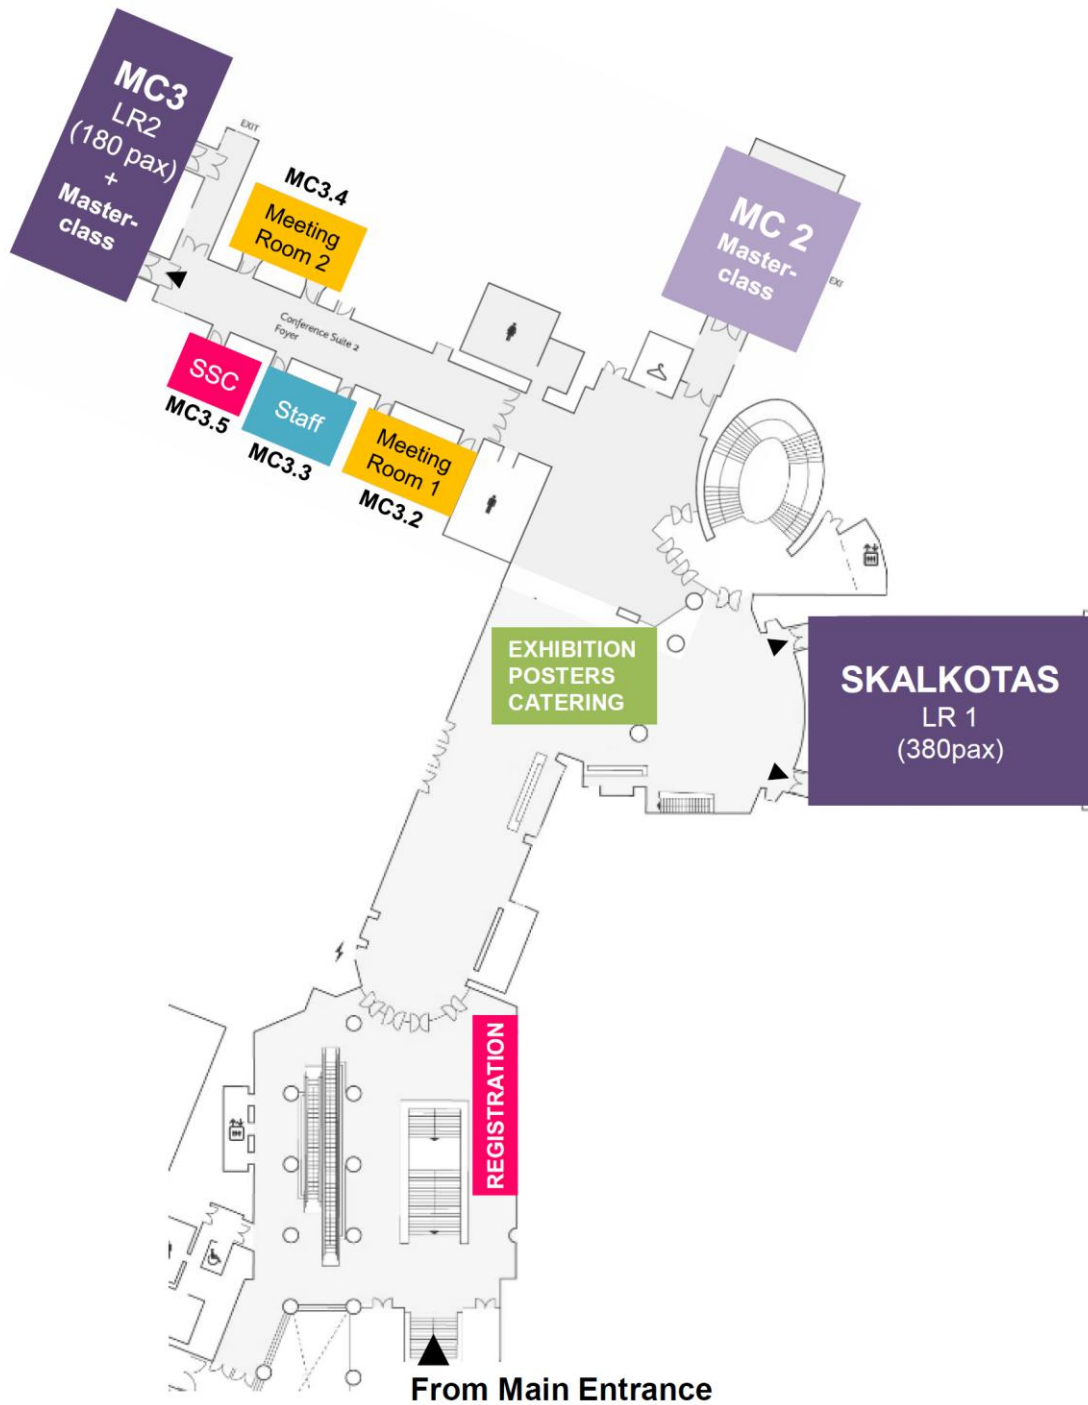 MC3
LR2
(180 pax)
+
Master-
class
EXIT
MC3.4
Meeting
Room 2
MC 2
Master-
class
EXI
Conference Suite 2
Foyer
SSC
MC3.5
Staff
MC3.3
Meeting
Room 1
MC3.2
EXHIBITION
POSTERS
CATERING
SKALKOTAS
LR 1
(380pax)
REGISTRATION
From Main Entrance